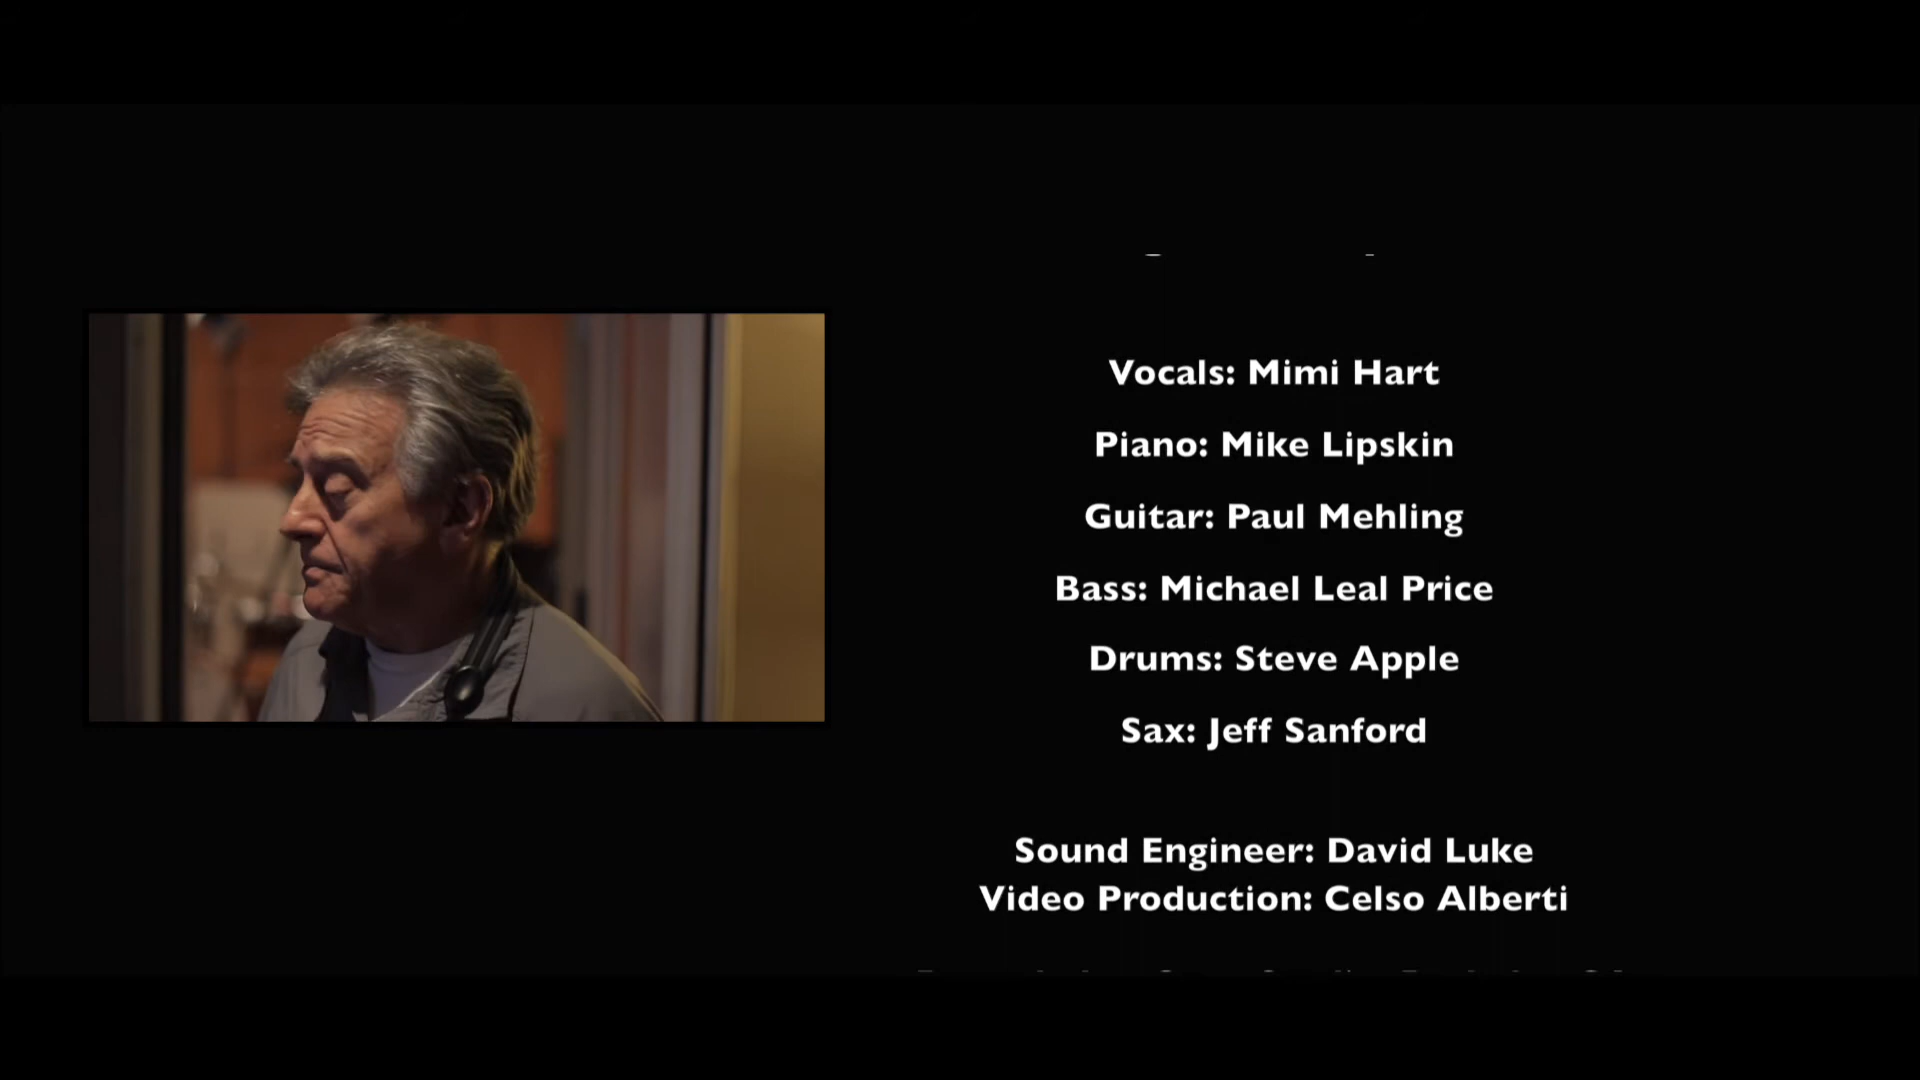 Vocals: Mimi Hart
Piano: Mike Lipskin
Guitar: Paul Mehling
Bass: Michael Leal Price
Drums: Steve Apple
Sax: Jeff Sanford
Sound Engineer: David Luke
Video Production: Celso Alberti